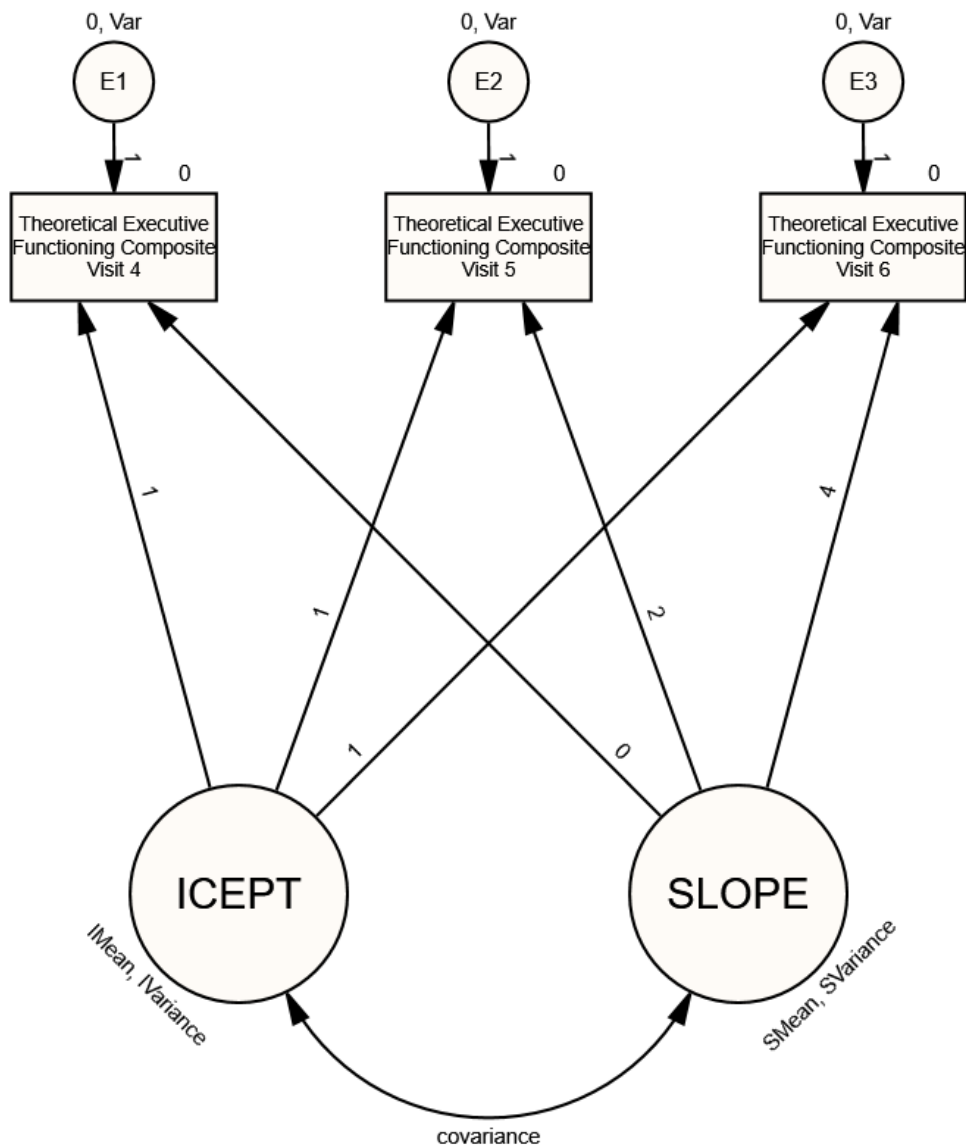 0, Var
0, Var
0, Var
E1
E2
E3
1
0
1
0
1
0
Theoretical Executive
Functioning Composite
Visit 4
Theoretical Executive
Functioning Composite
Visit 5
Theoretical Executive
Functioning Composite
Visit 6
1
4
1
2
1
0
ICEPT
SLOPE
IMean, IVariance
SMean, SVariance
covariance